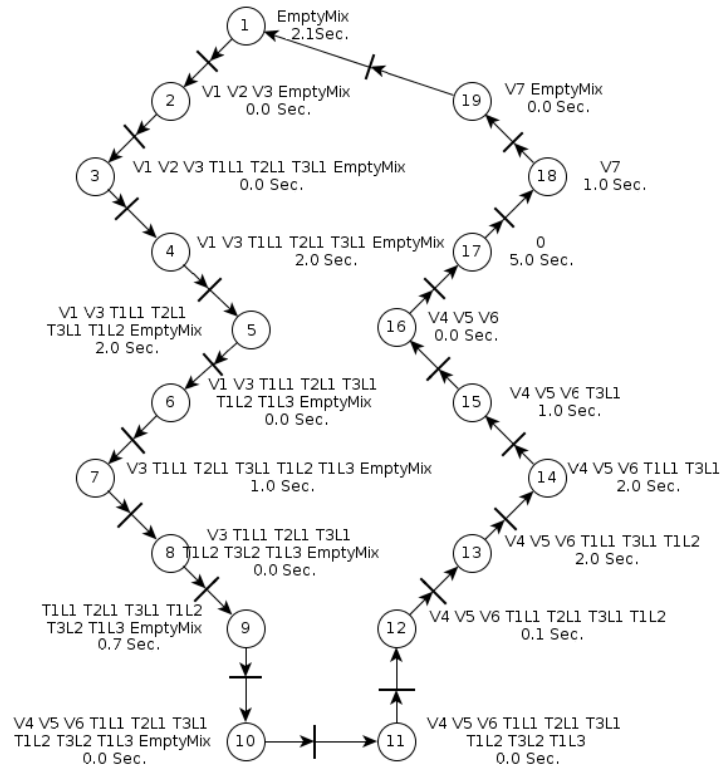 1
EmptyMix
2.1Sec.
2
V1 V2 V3 EmptyMix
0.0 Sec.
3
V1 V2 V3 T1L1 T2L1 T3L1 EmptyMix
0.0 Sec.
4
V1 V3 T1L1 T2L1 T3L1 EmptyMix
2.0 Sec.
5
V1 V3 T1L1 T2L1
T3L1 T1L2 EmptyMix
2.0 Sec.
6
V1 V3 T1L1 T2L1 T3L1
T1L2 T1L3 EmptyMix
0.0 Sec.
7
V3 T1L1 T2L1 T3L1 T1L2 T1L3 EmptyMix
1.0 Sec.
8
V3 T1L1 T2L1 T3L1
T1L2 T3L2 T1L3 EmptyMix
0.0 Sec.
9
T1L1 T2L1 T3L1 T1L2
T3L2 T1L3 EmptyMix
0.7 Sec.
10
V4 V5 V6 T1L1 T2L1 T3L1
T1L2 T3L2 T1L3 EmptyMix
0.0 Sec.
11
V4 V5 V6 T1L1 T2L1 T3L1
T1L2 T3L2 T1L3
0.0 Sec.
12
V4 V5 V6 T1L1 T2L1 T3L1 T1L2
0.1 Sec.
13
V4 V5 V6 T1L1 T3L1 T1L2
2.0 Sec.
14
V4 V5 V6 T1L1 T3L1
2.0 Sec.
15
V4 V5 V6 T3L1
1.0 Sec.
16
V4 V5 V6
0.0 Sec.
17
0
5.0 Sec.
18
V7
1.0 Sec.
19
V7 EmptyMix
0.0 Sec.